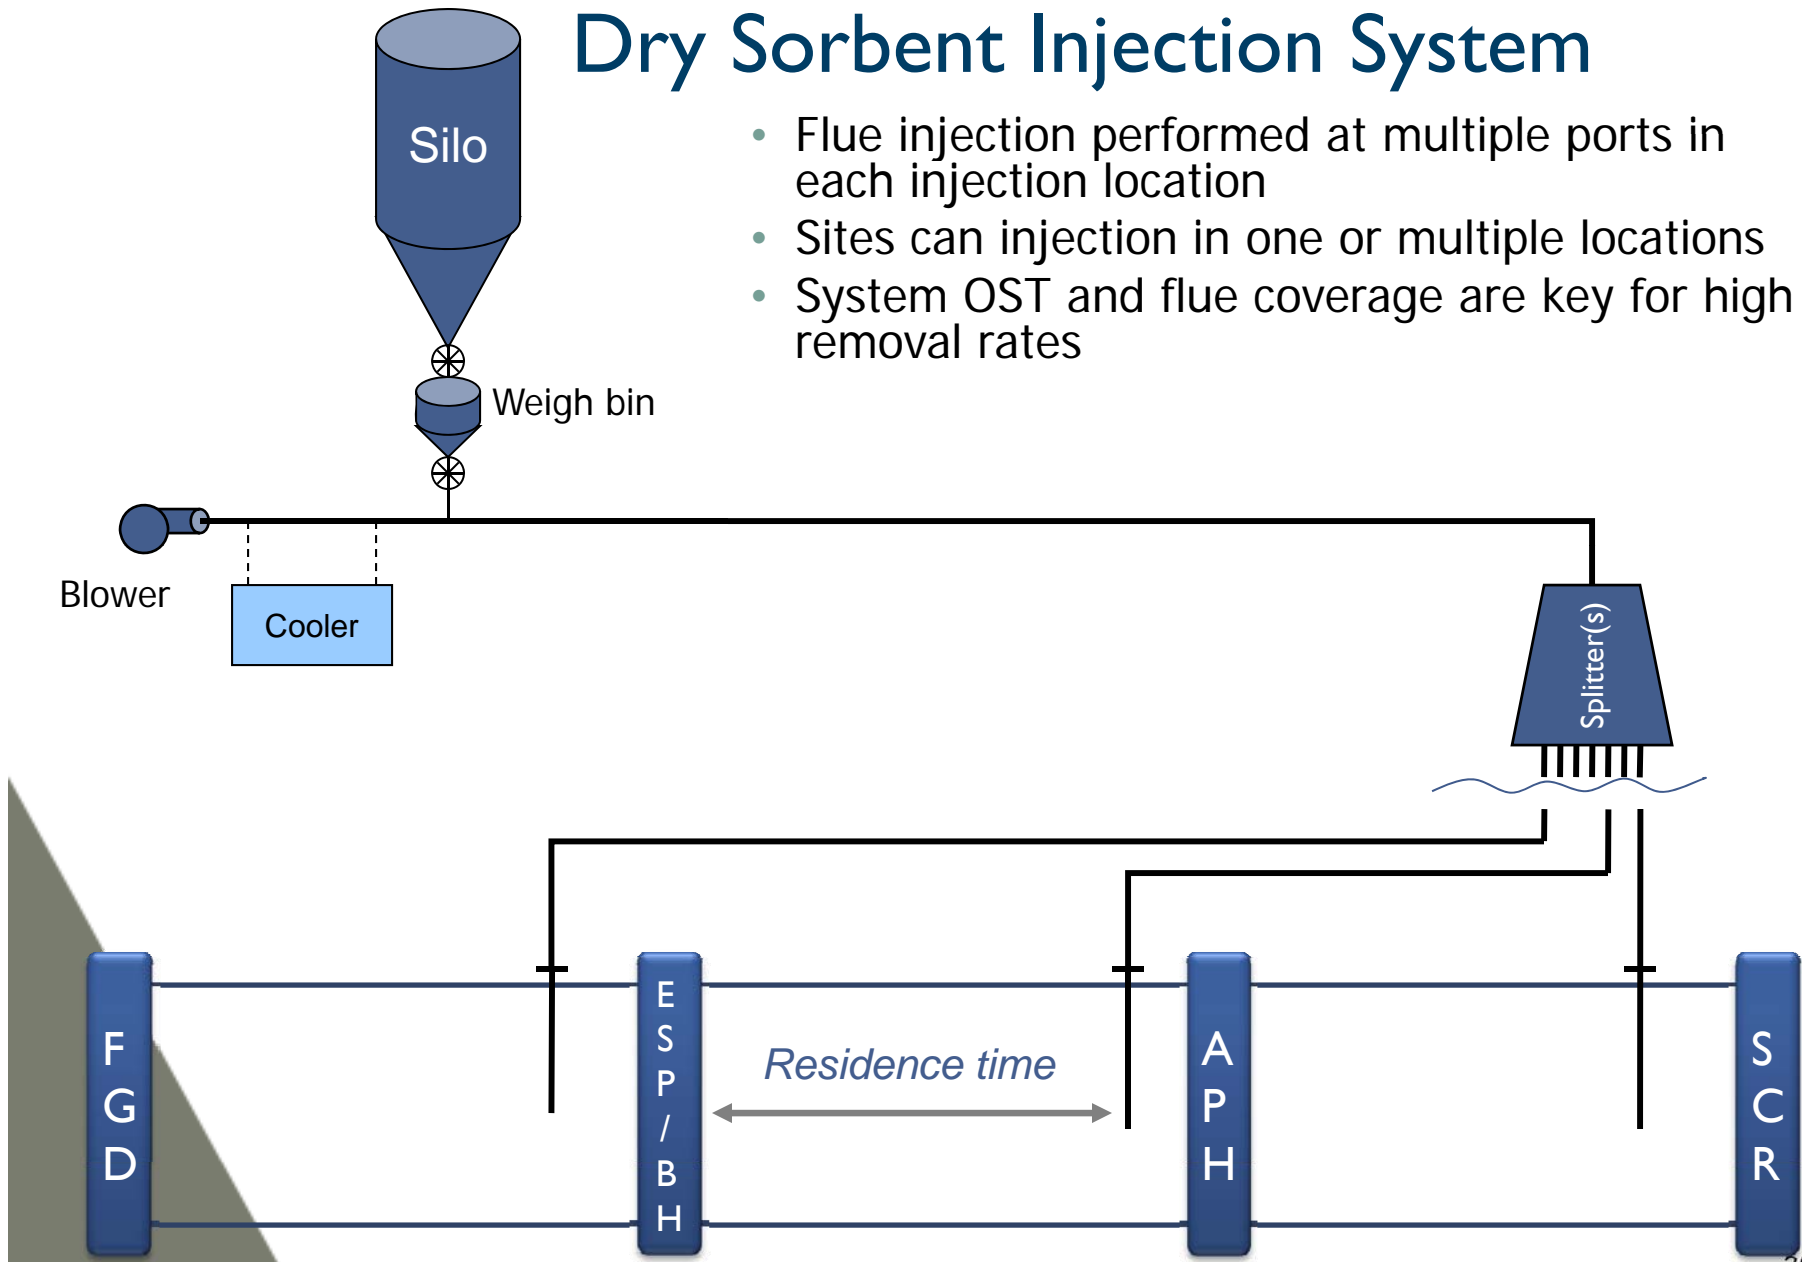 Dry Sorbent Injection System
• Flue injection performed at multiple ports in
each injection location
• Sites can injection in one or multiple locations
• System OST and flue coverage are key for high
removal rates
Silo
Weigh bin
Blower
Cooler
Splitter(s)
FGD
ESP/BH
Residence time
APH
SCR